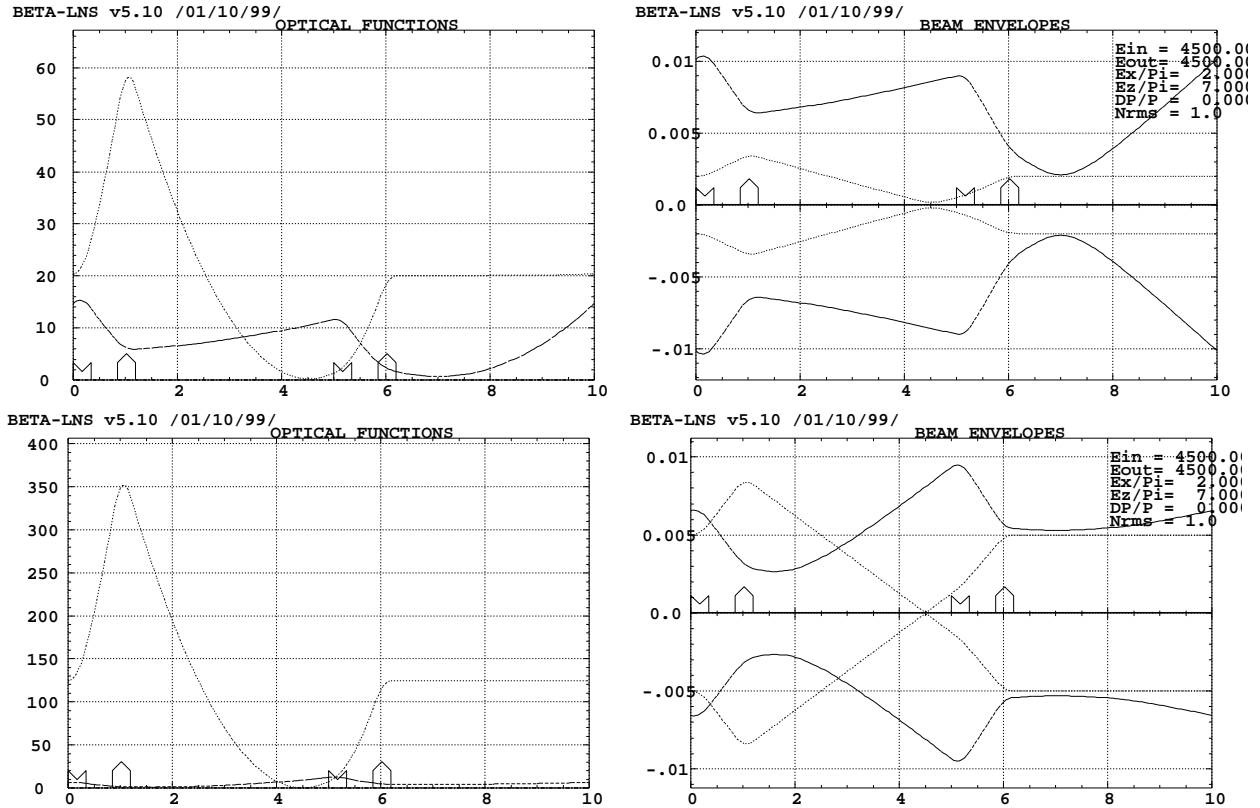 BETA-LNS v5.10 /01/10/99/
OPTICAL FUNCTIONS
60
50
40
30
20
10
0
0 2 4 6 8 10
BETA-LNS v5.10 /01/10/99/
BEAM ENVELOPES
Ein = 4500.00
Eout= 4500.00
Ex/Pi= 2.000
Ez/Pi= 7.000
DP/P = 0.000
Nrms = 1.0
0.01
0.005
0.0
-.005
-.01
0 2 4 6 8 10
BETA-LNS v5.10 /01/10/99/
OPTICAL FUNCTIONS
400
350
300
250
200
150
100
50
0
0 2 4 6 8 10
BETA-LNS v5.10 /01/10/99/
BEAM ENVELOPES
Ein = 4500.00
Eout= 4500.00
Ex/Pi= 2.000
Ez/Pi= 7.000
DP/P = 0.000
Nrms = 1.0
0.01
0.005
0.0
-.005
-.01
0 2 4 6 8 10